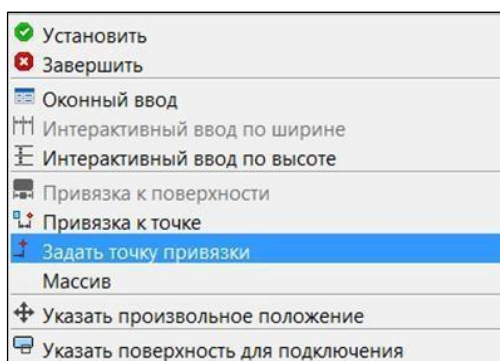 Установить
Завершить
Оконный ввод
Интерактивный ввод по ширине
Интерактивный ввод по высоте
Привязка к поверхности
Привязка к точке
Задать точку привязки
Массив
Указать произвольное положение
Указать поверхность для подключения